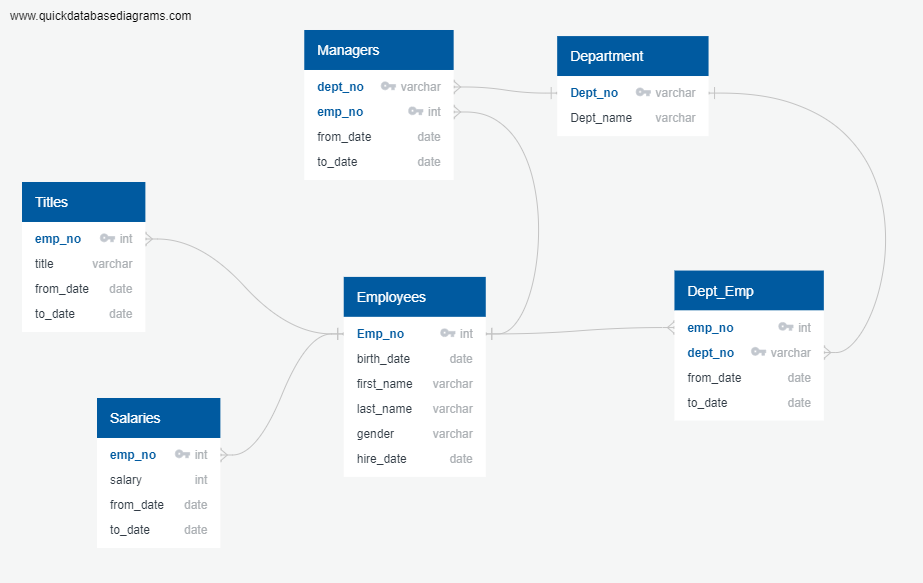 www.quickdatabasediagrams.com
Managers
dept_no varchar
emp_no int
from_date date
to_date date
Department
Dept_no varchar
Dept_name varchar
Titles
emp_no int
title varchar
from_date date
to_date date
Employees
Emp_no int
birth_date date
first_name varchar
last_name varchar
gender varchar
hire_date date
Dept_Emp
emp_no int
dept_no varchar
from_date date
to_date date
Salaries
emp_no int
salary int
from_date date
to_date date